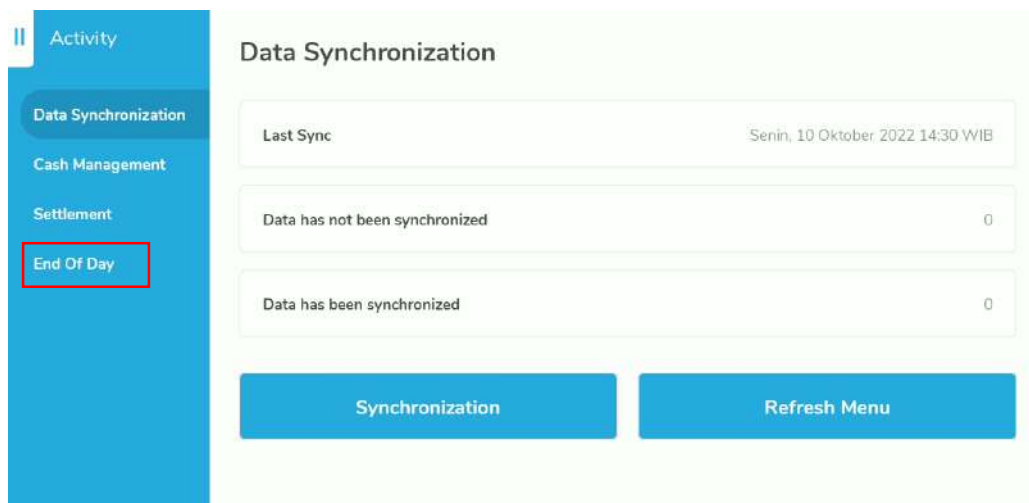 Activity
Data Synchronization
Cash Management
Settlement
End Of Day
Data Synchronization
Last Sync Senin, 10 Oktober 2022 14:30 WIB
Data has not been synchronized 0
Data has been synchronized 0
Synchronization Refresh Menu